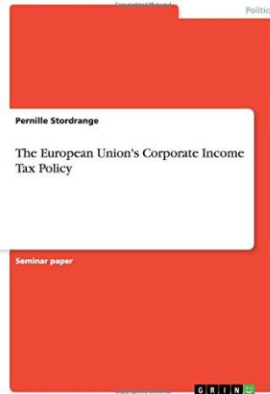 Politic
Pernille Stordrange
The European Union's Corporate Income
Tax Policy
Seminar paper
GRIN